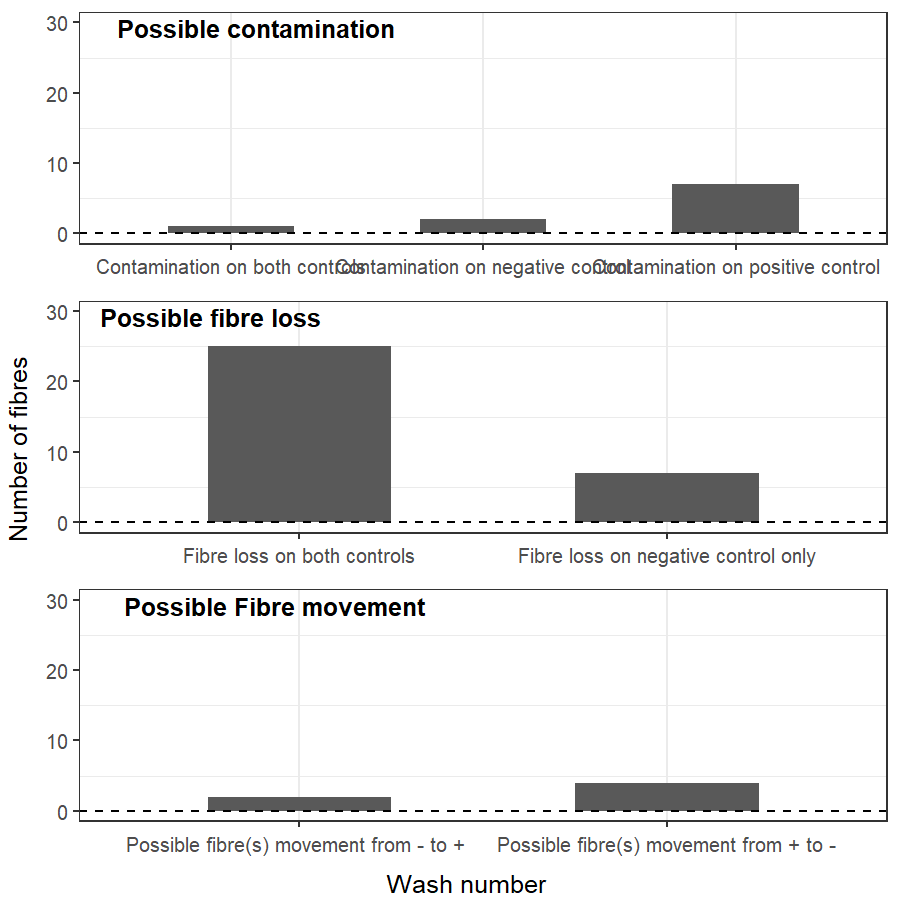 Possible contamination
30
20
10
0
Contamination on both controls
Contamination on negative control
Contamination on positive control
Number of fibres
Possible fibre loss
30
20
10
0
Fibre loss on both controls
Fibre loss on negative control only
Possible Fibre movement
30
20
10
0
Possible fibre(s) movement from - to +
Possible fibre(s) movement from + to -
Wash number